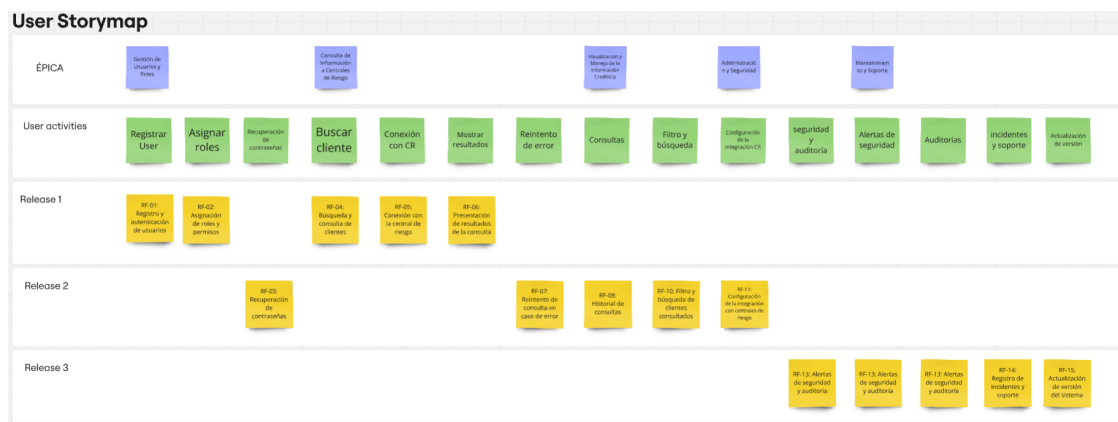 User Storymap
ÉPICA
Gestión de
Usuarios y
Roles
Consulta de
Información
a Centrales
de Riesgo
Visualización y
Manejo de la
Información
Crediticia
Administració
n y Seguridad
Mantenimien
to y Soporte
User activities
Registrar
User
Asignar
roles
Recuperación
de
contraseñas
Buscar
cliente
Conexión
con CR
Mostrar
resultados
Reintento
de error
Consultas
Filtro y
búsqueda
Configuración
de la
integración CR
seguridad
y
auditoría
Alertas de
seguridad
Auditorias
incidentes
y soporte
Actualización
de versión
Release 1
RF-01:
Registro y
autenticación
de usuarios
RF-02:
Asignación
de roles y
permisos
RF-04:
Búsqueda y
consulta de
clientes
RF-05:
Conexión con
la central de
riesgo
RF-06:
Presentación
de resultados
de la consulta
Release 2
RF-03:
Recuperación
de
contraseñas
RF-07:
Reintento de
consulta en
caso de error
RF-08:
Historial de
consultas
RF-10: Filtro y
búsqueda de
clientes
consultados
RF-11:
Configuración
de la integración
con centrales de
riesgo
Release 3
RF-13: Alertas
de seguridad
y auditoría
RF-13: Alertas
de seguridad
y auditoría
RF-13: Alertas
de seguridad
y auditoría
RF-14:
Registro de
incidentes y
soporte
RF-15:
Actualización
de versión
del sistema